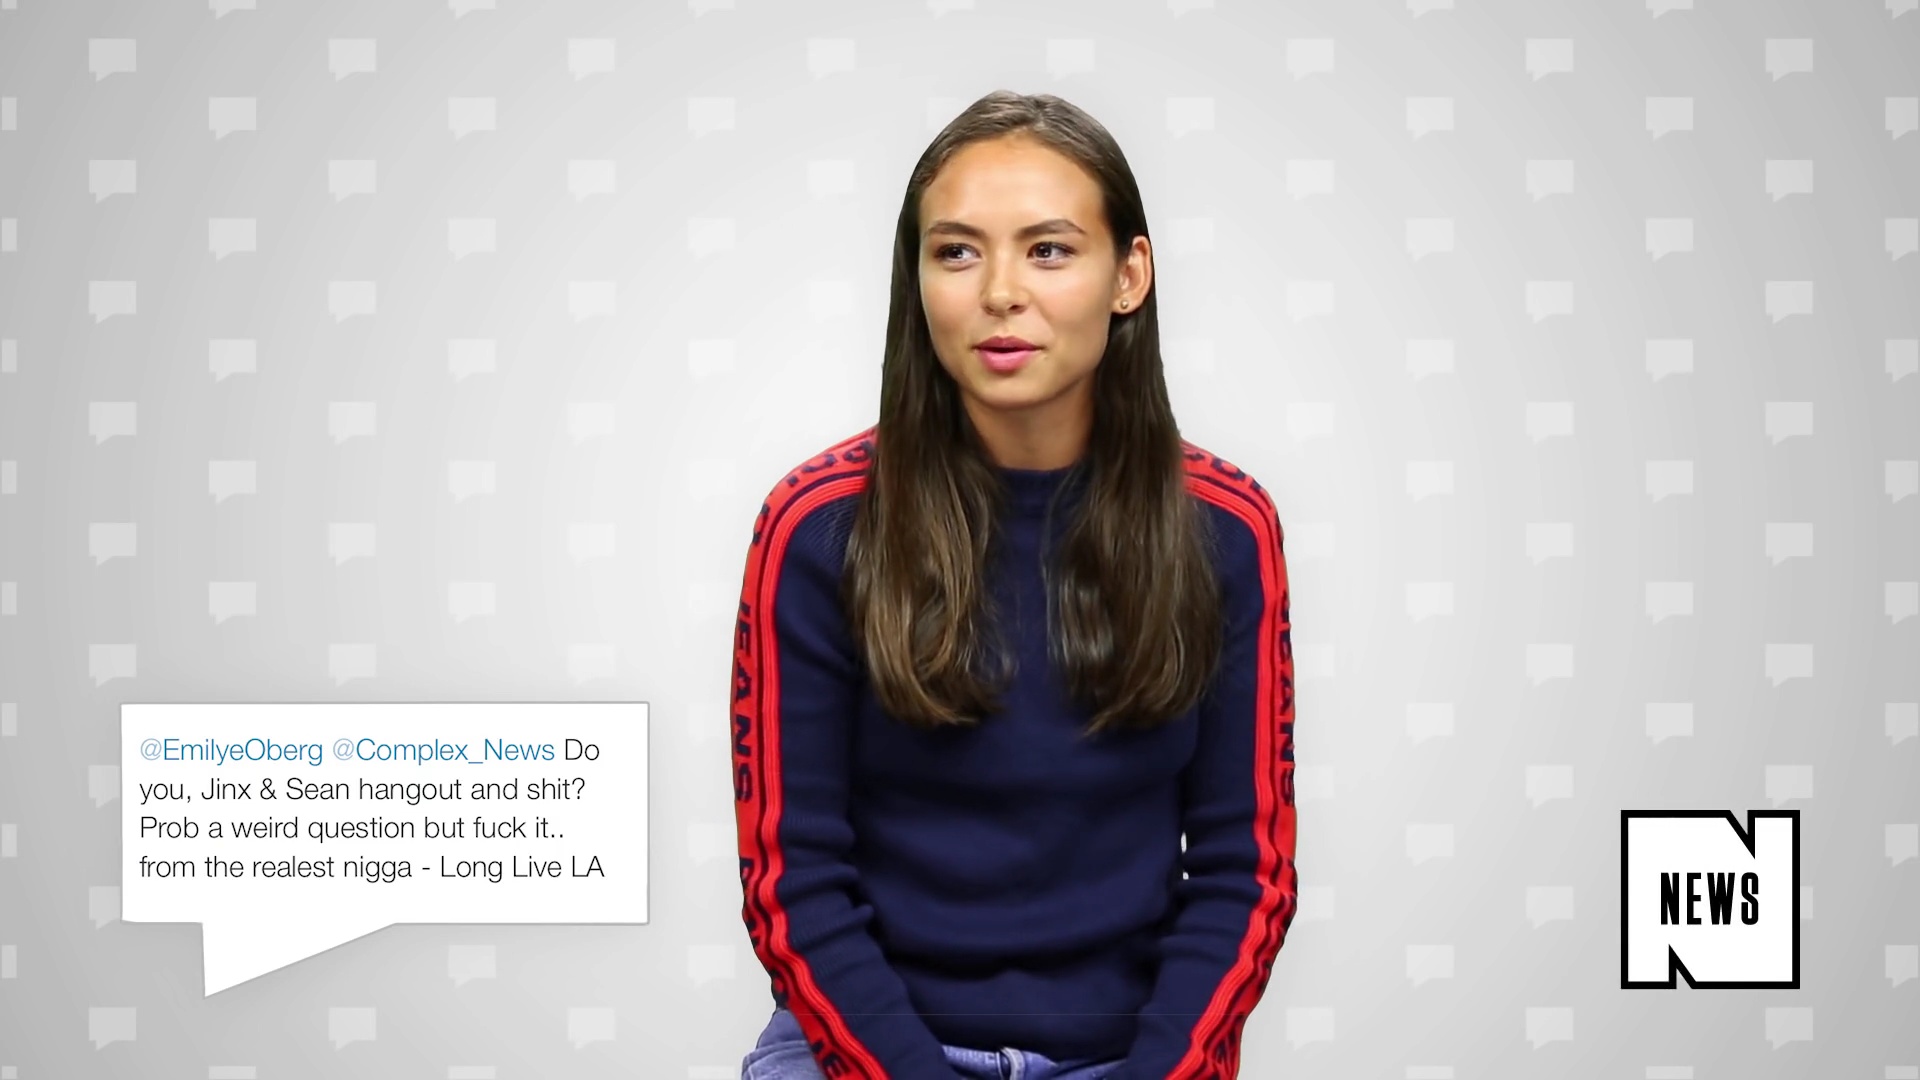 @EmilyeOberg @Complex_News Do
you, Jinx & Sean hangout and shit?
Prob a weird question but fuck it..
from the realest nigga - Long Live LA
NEWS
JEANS
JEANS